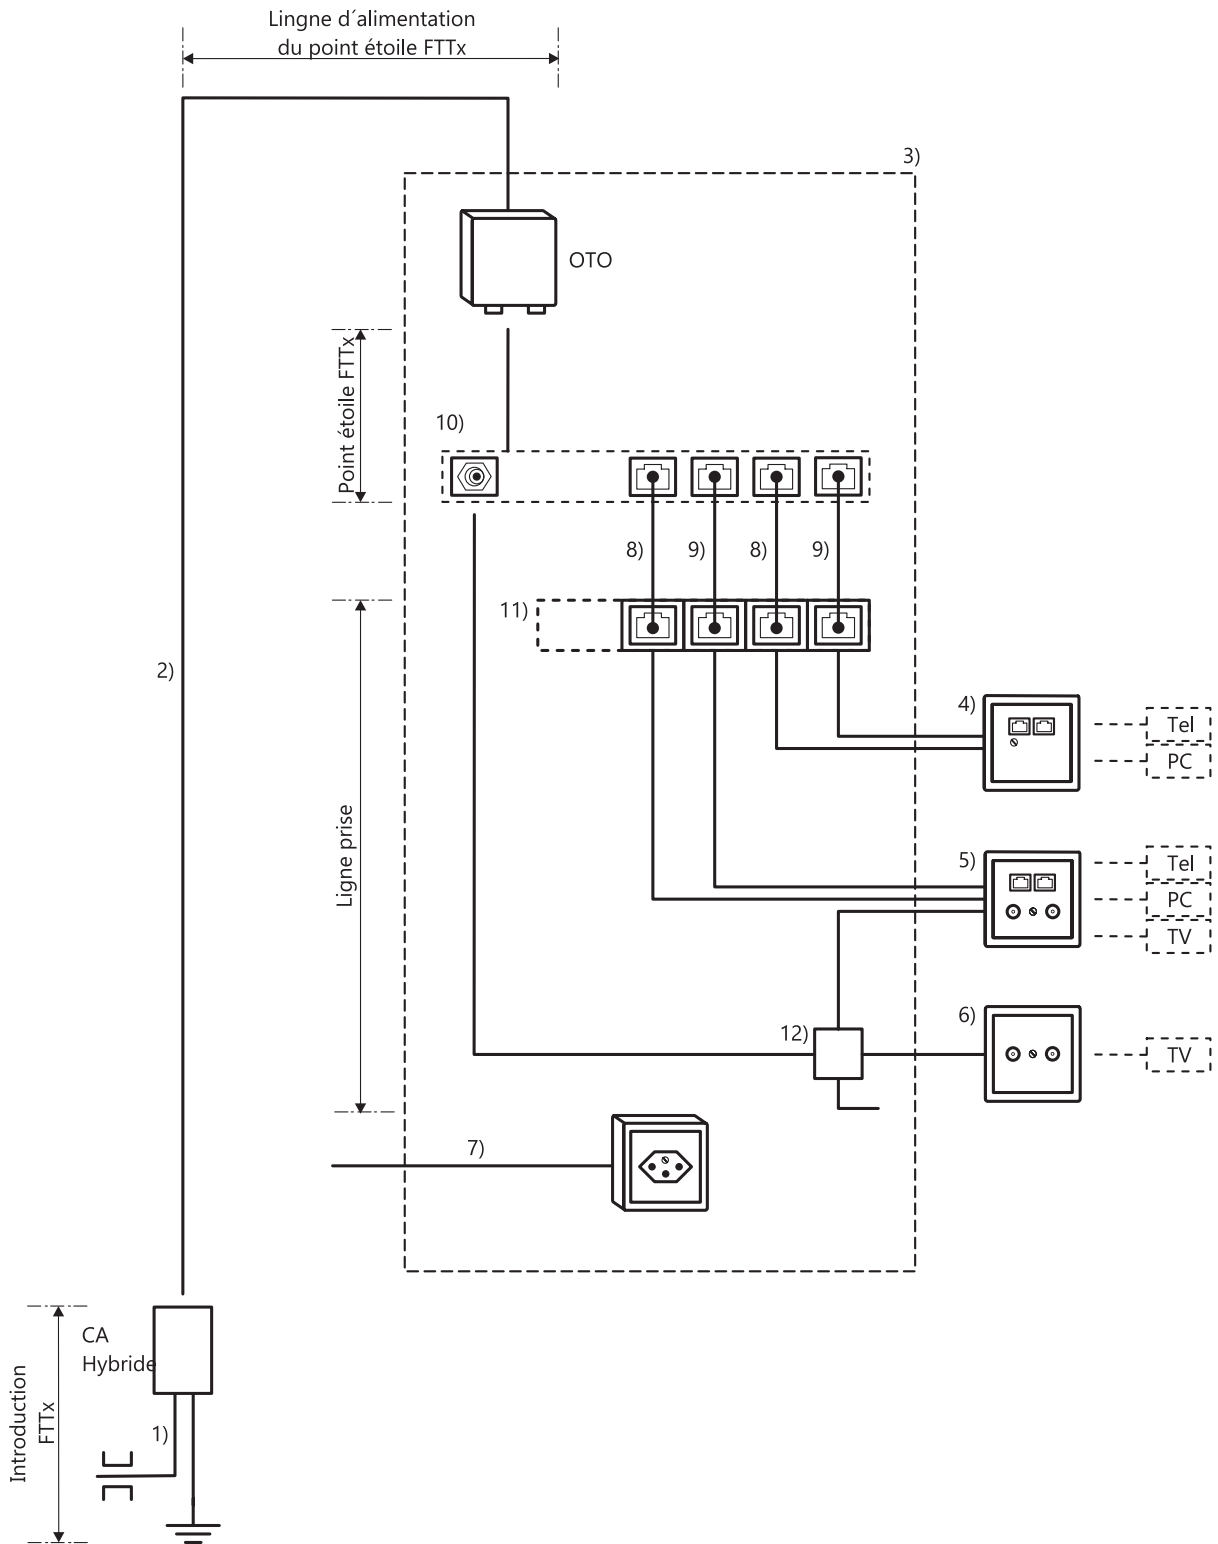 Lingne d´alimentation
du point étoile FTTx
3)
OTO
Point étoile FTTx
10)
8)
9)
8)
9)
11)
2)
4)
Tel
PC
Ligne prise
5)
Tel
PC
TV
6)
12)
TV
7)
CA
Hybride
Introduction
FTTx
1)